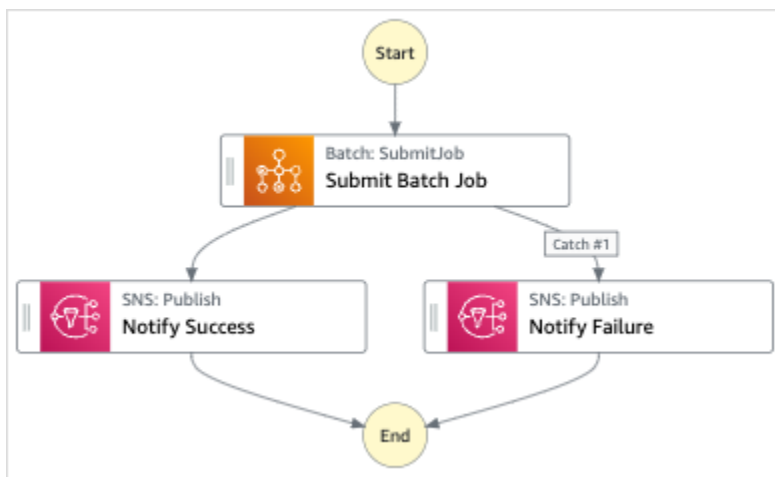 Start
Batch: SubmitJob
Submit Batch Job
Catch #1
SNS: Publish
Notify Success
SNS: Publish
Notify Failure
End